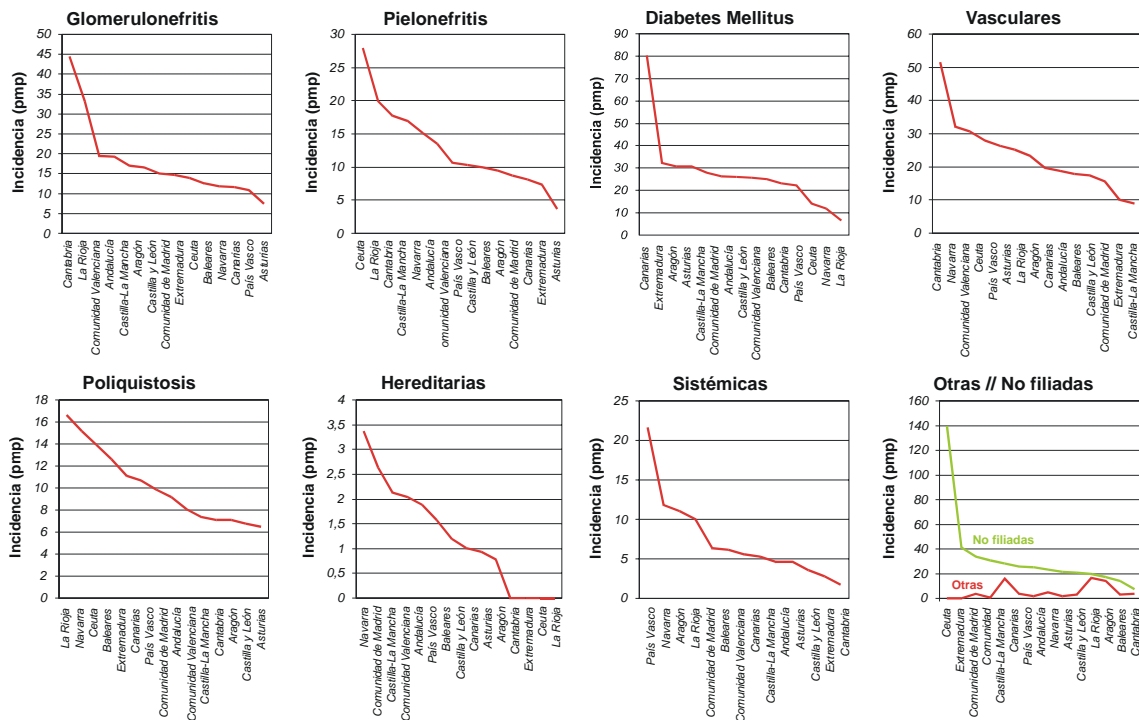 Glomerulonefritis
Incidencia (pmp)
50
45
40
35
30
25
20
15
10
5
0
Cantabria
La Rioja
Comunidad Valenciana
Andalucía
Castilla-La Mancha
Aragón
Castilla y León
Comunidad de Madrid
Extremadura
Ceuta
Baleares
Navarra
Canarias
País Vasco
Asturias
Pielonefritis
Incidencia (pmp)
30
25
20
15
10
5
0
Ceuta
La Rioja
Cantabria
Castilla-La Mancha
Navarra
Andalucía
omunidad Valenciana
País Vasco
Castilla y León
Baleares
Aragón
Comunidad de Madrid
Canarias
Extremadura
Asturias
Diabetes Mellitus
Incidencia (pmp)
90
80
70
60
50
40
30
20
10
0
Canarias
Extremadura
Aragón
Asturias
Castilla-La Mancha
Comunidad de Madrid
Andalucía
Castilla y León
Comunidad Valenciana
Baleares
Cantabria
País Vasco
Ceuta
Navarra
La Rioja
Vasculares
Incidencia (pmp)
60
50
40
30
20
10
0
Cantabria
Navarra
Comunidad Valenciana
Ceuta
País Vasco
Asturias
La Rioja
Aragón
Canarias
Andalucía
Baleares
Castilla y León
Comunidad de Madrid
Extremadura
Castilla-La Mancha
Poliquistosis
Incidencia (pmp)
18
16
14
12
10
8
6
4
2
0
La Rioja
Navarra
Ceuta
Baleares
Extremadura
Canarias
País Vasco
Comunidad de Madrid
Andalucía
Comunidad Valenciana
Castilla-La Mancha
Cantabria
Aragón
Castilla y León
Asturias
Hereditarias
Incidencia (pmp)
4
3,5
3
2,5
2
1,5
1
0,5
0
Navarra
Comunidad de Madrid
Castilla-La Mancha
Comunidad Valenciana
Andalucía
País Vasco
Baleares
Castilla y León
Canarias
Asturias
Aragón
Cantabria
Extremadura
Ceuta
La Rioja
Sistémicas
Incidencia (pmp)
25
20
15
10
5
0
País Vasco
Navarra
Aragón
La Rioja
Comunidad de Madrid
Baleares
Comunidad Valenciana
Canarias
Castilla-La Mancha
Andalucía
Asturias
Castilla y León
Extremadura
Cantabria
Otras // No filiadas
Incidencia (pmp)
160
140
120
100
80
60
40
20
0
No filiadas
Otras
Ceuta
Extremadura
Comunidad de Madrid
Comunidad
Castilla-La Mancha
Canarias
País Vasco
Andalucía
Navarra
Asturias
Castilla y León
La Rioja
Aragón
Baleares
Cantabria